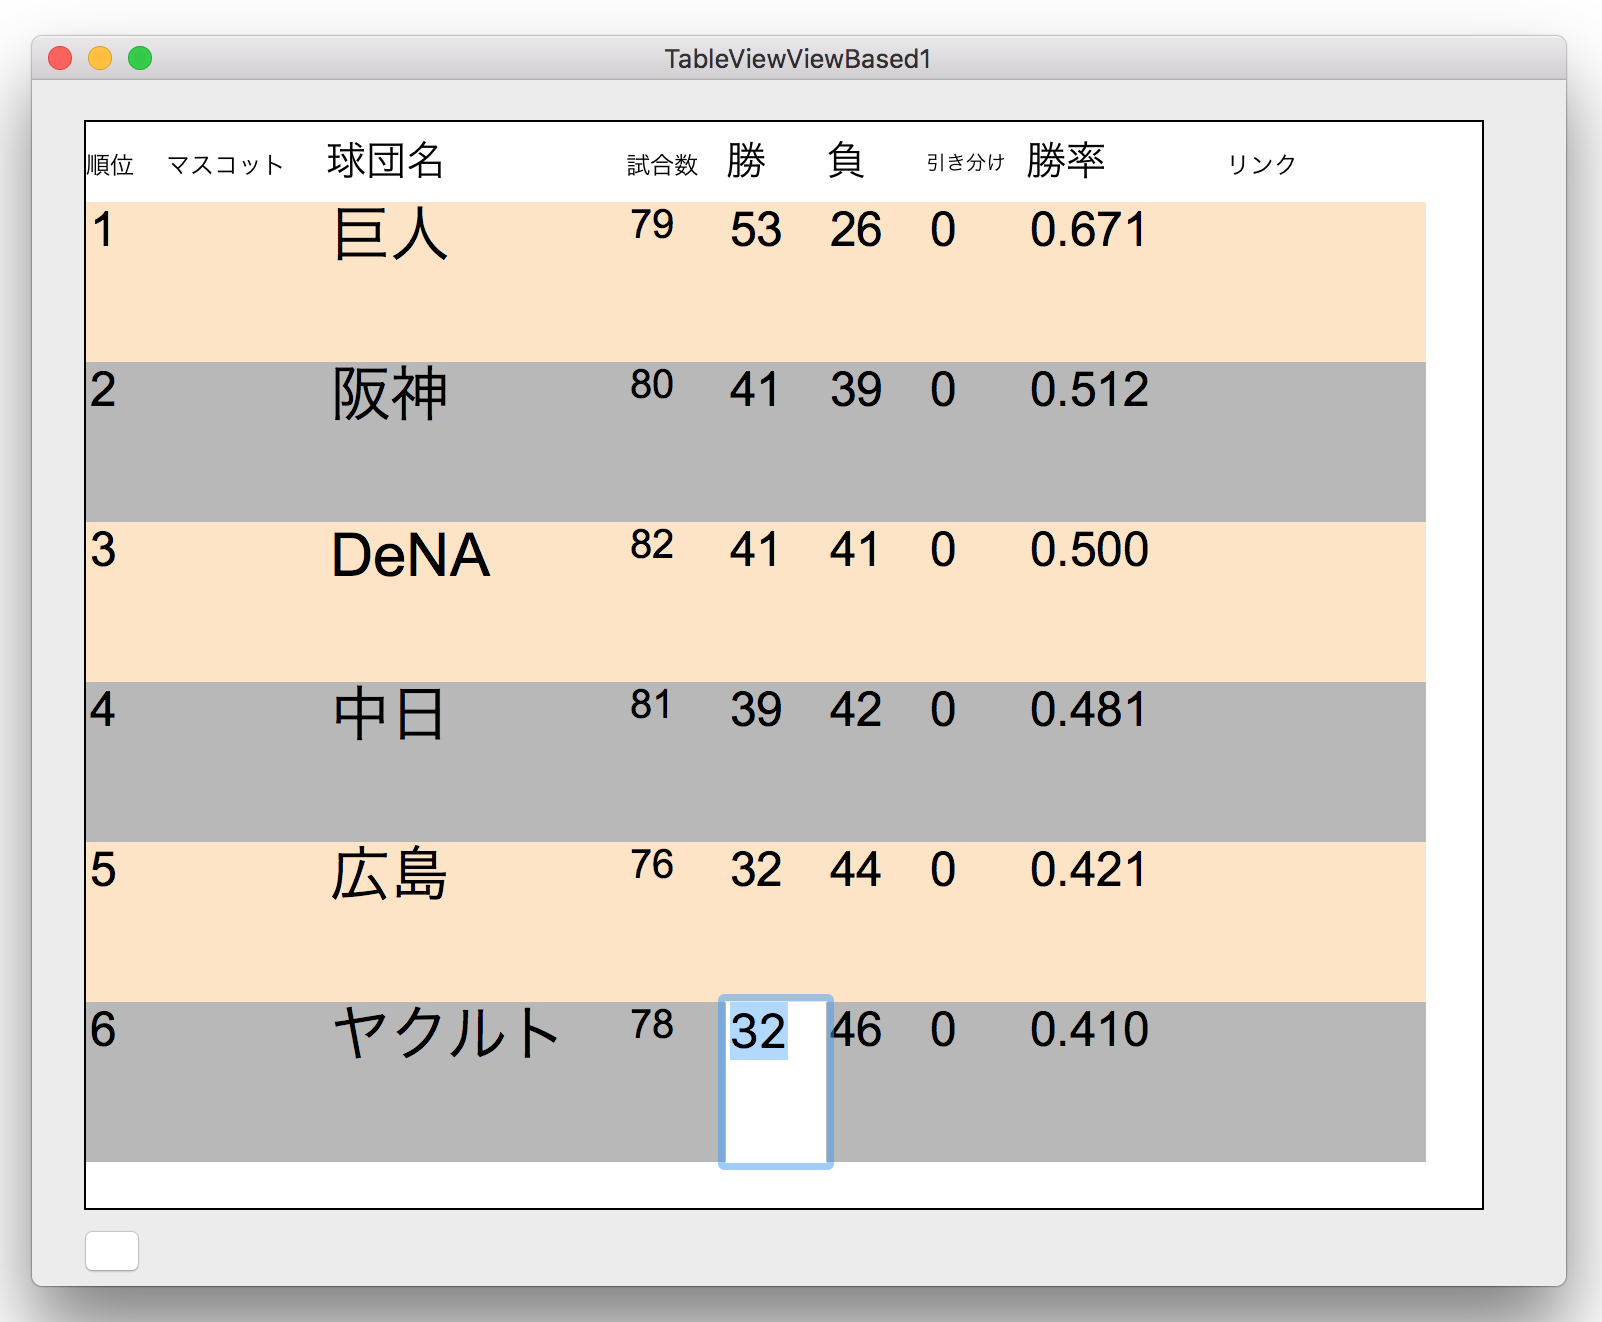 TableViewViewBased1
順位 マスコット 球団名 試合数 勝 負 引き分け 勝率 リンク
1 巨人 79 53 26 0 0.671
2 阪神 80 41 39 0 0.512
3 DeNA 82 41 41 0 0.500
4 中日 81 39 42 0 0.481
5 広島 76 32 44 0 0.421
6 ヤクルト 78 32 46 0 0.410